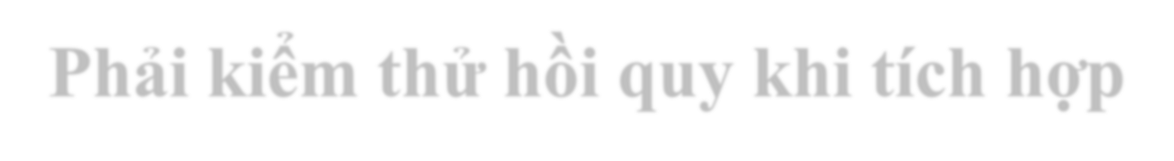 Phải kiểm thử hồi quy khi tích hợp